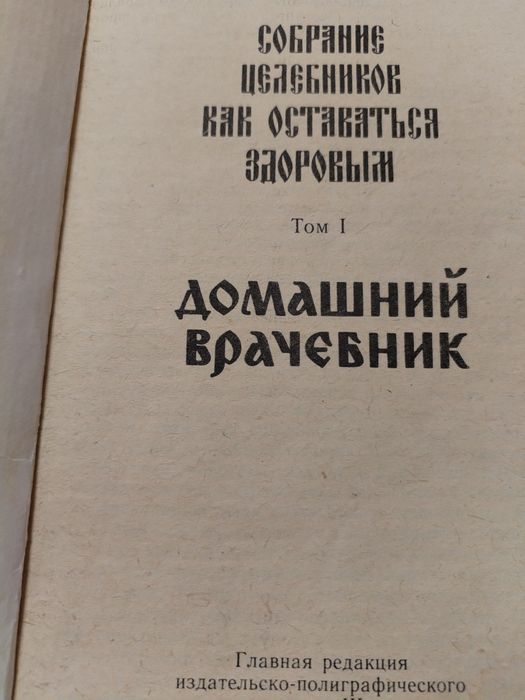 СОБРАНИЕ
ЦЕЛЕБНИКОВ
КАК ОСТАВАТЬСЯ
ЗДОРОВЫМ
Том I
ДОМАШНИЙ
ВРАЧЕБНИК
Главная редакция
издательско-полиграфического